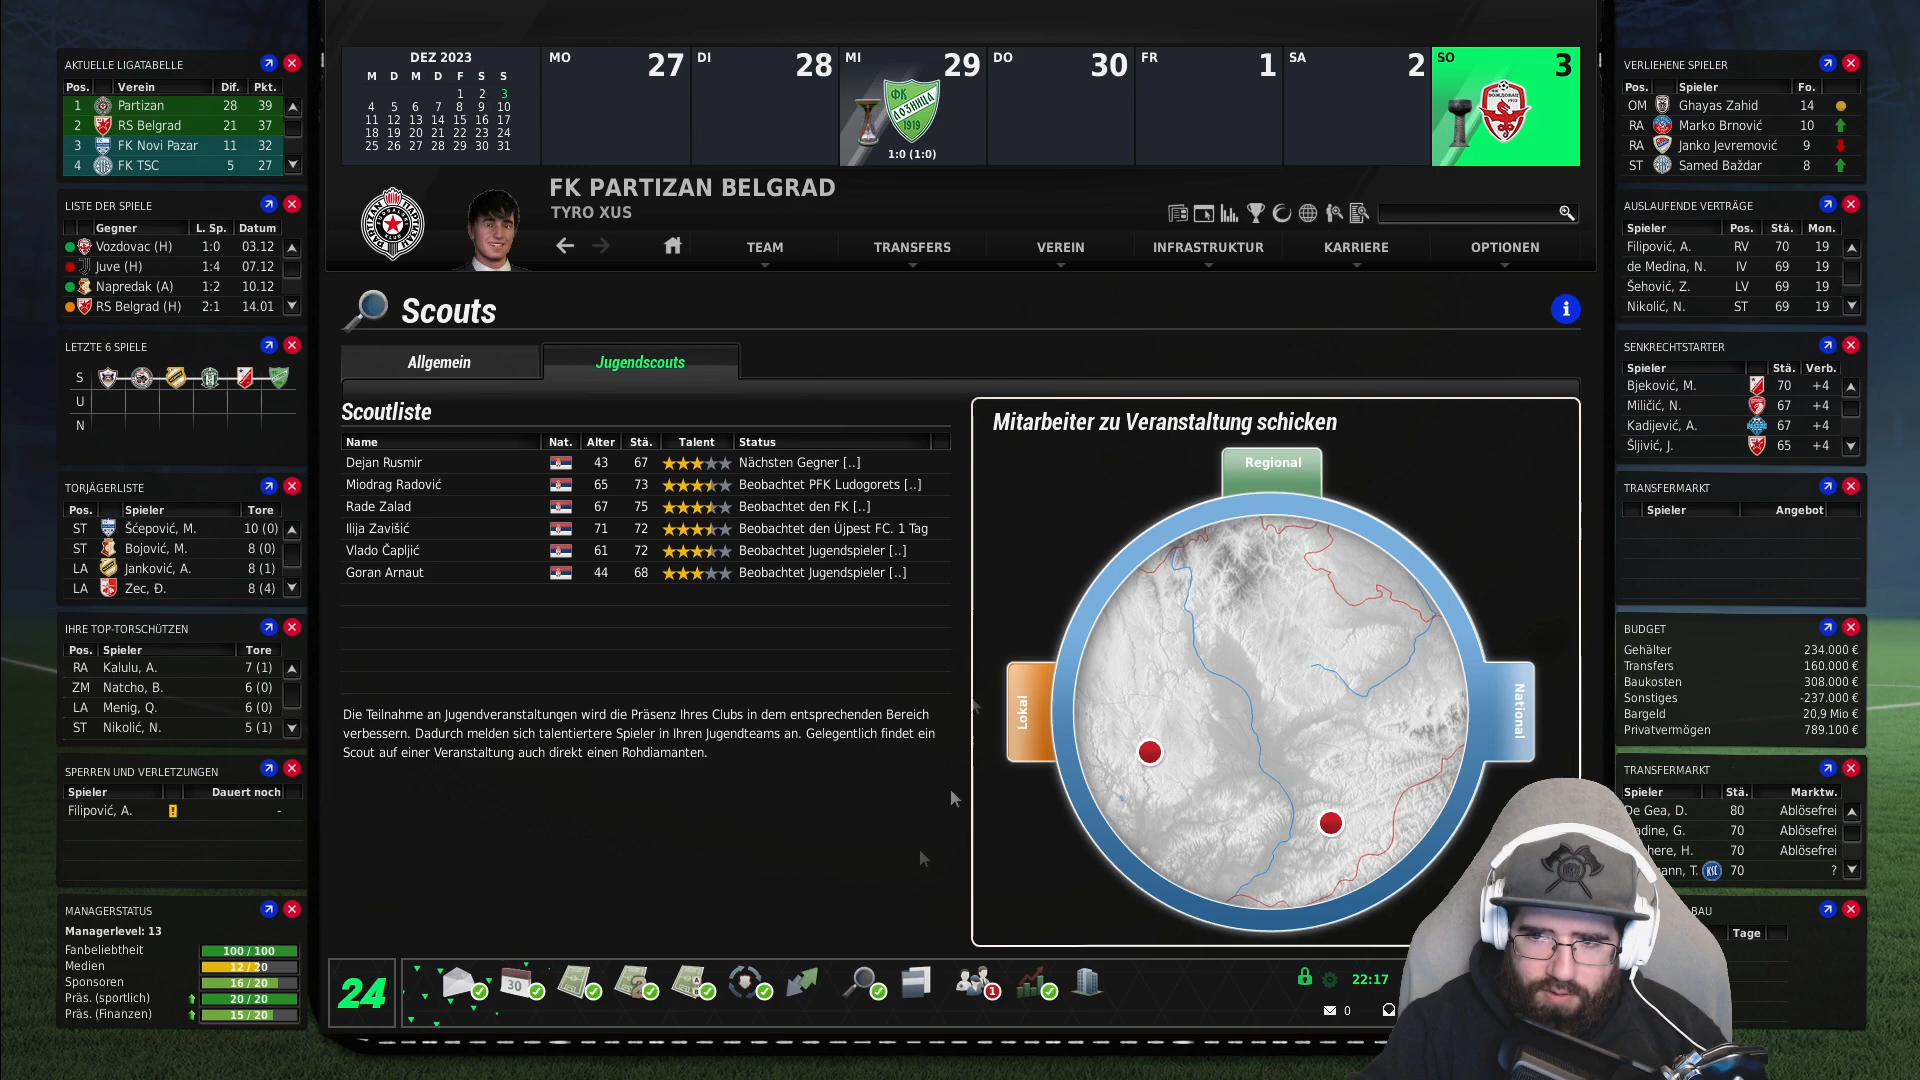 AKTUELLE LIGATABELLE
Pos. Verein Dif. Pkt.
1 Partizan 28 39
2 RS Belgrad 21 37
3 FK Novi Pazar 11 32
4 FK TSC 5 27
LISTE DER SPIELE
Gegner L. Sp. Datum
Vozdovac (H) 1:0 03.12
Juve (H) 1:4 07.12
Napredak (A) 1:2 10.12
RS Belgrad (H) 2:1 14.01
LETZTE 6 SPIELE
S
U
N
TORJÄGERLISTE
Pos. Spieler Tore
ST Šćepović, M. 10 (0)
ST Bojović, M. 8 (0)
LA Janković, A. 8 (1)
LA Zec, Đ. 8 (4)
IHRE TOP-TORSCHÜTZEN
Pos. Spieler Tore
RA Kalulu, A. 7 (1)
ZM Natcho, B. 6 (0)
LA Menig, Q. 6 (0)
ST Nikolić, N. 5 (1)
SPERREN UND VERLETZUNGEN
Spieler Dauert noch
Filipović, A. -
MANAGERSTATUS
Managerlevel: 13
Fanbeliebtheit 100 / 100
Medien 12 / 20
Sponsoren 16 / 20
Präs. (sportlich) 20 / 20
Präs. (Finanzen) 15 / 20
DEZ 2023
M D M D F S S
1 2 3
4 5 6 7 8 9 10
11 12 13 14 15 16 17
18 19 20 21 22 23 24
25 26 27 28 29 30 31
MO 27
DI 28
MI 29
ФК
ЛОЗНИЦА
1919
1:0 (1:0)
DO 30
FR 1
SA 2
SO 3
FK PARTIZAN BELGRAD
TYRO XUS
TEAM TRANSFERS VEREIN INFRASTRUKTUR KARRIERE OPTIONEN
Scouts
Allgemein Jugendscouts
Scoutliste
Name Nat. Alter Stä. Talent Status
Dejan Rusmir 43 67 Nächsten Gegner [..]
Miodrag Radović 65 73 Beobachtet PFK Ludogorets [..]
Rade Zalad 67 75 Beobachtet den FK [..]
Ilija Zavišić 71 72 Beobachtet den Újpest FC. 1 Tag
Vlado Čapljić 61 72 Beobachtet Jugendspieler [..]
Goran Arnaut 44 68 Beobachtet Jugendspieler [..]
Die Teilnahme an Jugendveranstaltungen wird die Präsenz Ihres Clubs in dem entsprechenden Bereich
verbessern. Dadurch melden sich talentiertere Spieler in Ihren Jugendteams an. Gelegentlich findet ein
Scout auf einer Veranstaltung auch direkt einen Rohdiamanten.
Mitarbeiter zu Veranstaltung schicken
Regional
Lokal
National
24
30
1
22:17
0
VERLIEHENE SPIELER
Pos. Spieler Fo.
OM Ghayas Zahid 14
RA Marko Brnović 10
RA Janko Jevremović 9
ST Samed Baždar 8
AUSLAUFENDE VERTRÄGE
Spieler Pos. Stä. Mon.
Filipović, A. RV 70 19
de Medina, N. IV 69 19
Šehović, Z. LV 69 19
Nikolić, N. ST 69 19
SENKRECHTSTARTER
Spieler Stä. Verb.
Bjeković, M. 70 +4
Miličić, N. 67 +4
Kadijević, A. 67 +4
Šljivić, J. 65 +4
TRANSFERMARKT
Spieler Angebot
BUDGET
Gehälter 234.000 €
Transfers 160.000 €
Baukosten 308.000 €
Sonstiges -237.000 €
Bargeld 20,9 Mio €
Privatvermögen 789.100 €
TRANSFERMARKT
Spieler Stä. Marktw.
De Gea, D. 80 Ablösefrei
adine, G. 70 Ablösefrei
here, H. 70 Ablösefrei
ann, T. KSC 70 ?
BAU
Tage